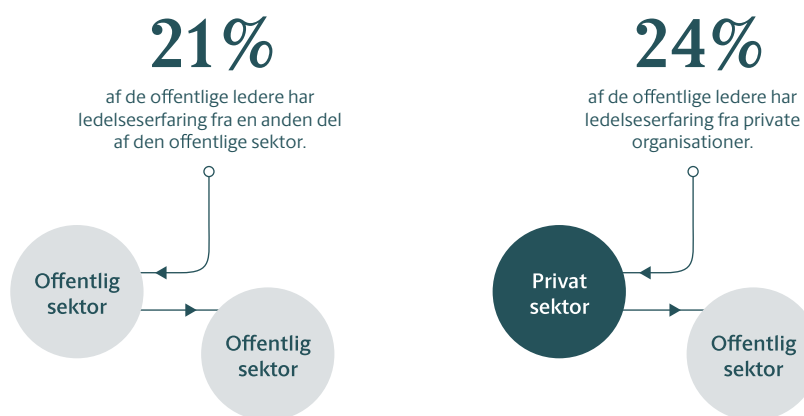 21%
af de offentlige ledere har
ledelseserfaring fra en anden del
af den offentlige sektor.
Offentlig
sektor
Offentlig
sektor
24%
af de offentlige ledere har
ledelseserfaring fra private
organisationer.
Privat
sektor
Offentlig
sektor